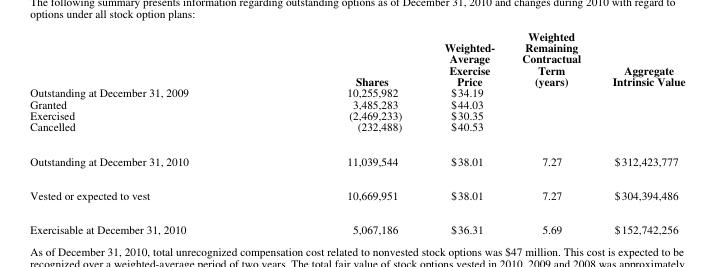 The following summary presents information regarding outstanding options as of December 31, 2010 and changes during 2010 with regard to
options under all stock option plans:
Shares Weighted-Average Exercise Price Weighted Remaining Contractual Term (years) Aggregate Intrinsic Value
Outstanding at December 31, 2009 10,255,982 $34.19
Granted 3,485,283 $44.03
Exercised (2,469,233) $30.35
Cancelled (232,488) $40.53
Outstanding at December 31, 2010 11,039,544 $38.01 7.27 $312,423,777
Vested or expected to vest 10,669,951 $38.01 7.27 $304,394,486
Exercisable at December 31, 2010 5,067,186 $36.31 5.69 $152,742,256
As of December 31, 2010, total unrecognized compensation cost related to nonvested stock options was $47 million. This cost is expected to be
recognized over a weighted-average period of two years. The total fair value of stock options vested in 2010, 2009 and 2008 was approximately